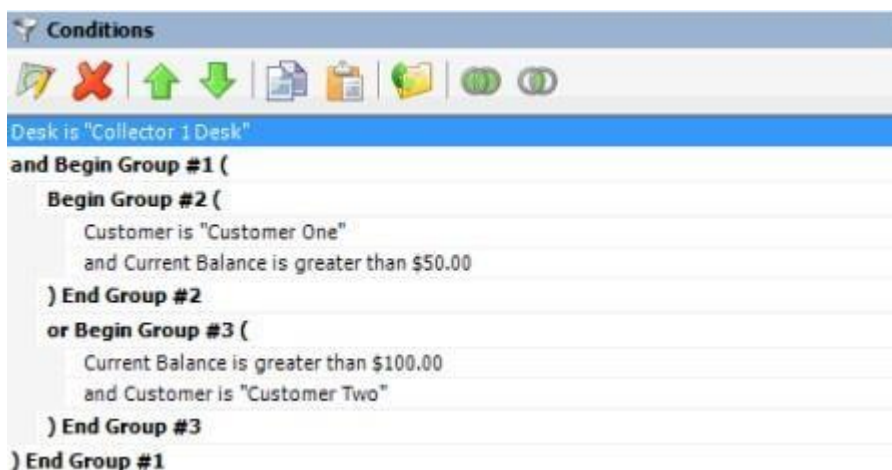 Conditions
Desk is "Collector 1 Desk"
and Begin Group #1 (
Begin Group #2 (
Customer is "Customer One"
and Current Balance is greater than $50.00
) End Group #2
or Begin Group #3 (
Current Balance is greater than $100.00
and Customer is "Customer Two"
) End Group #3
) End Group #1